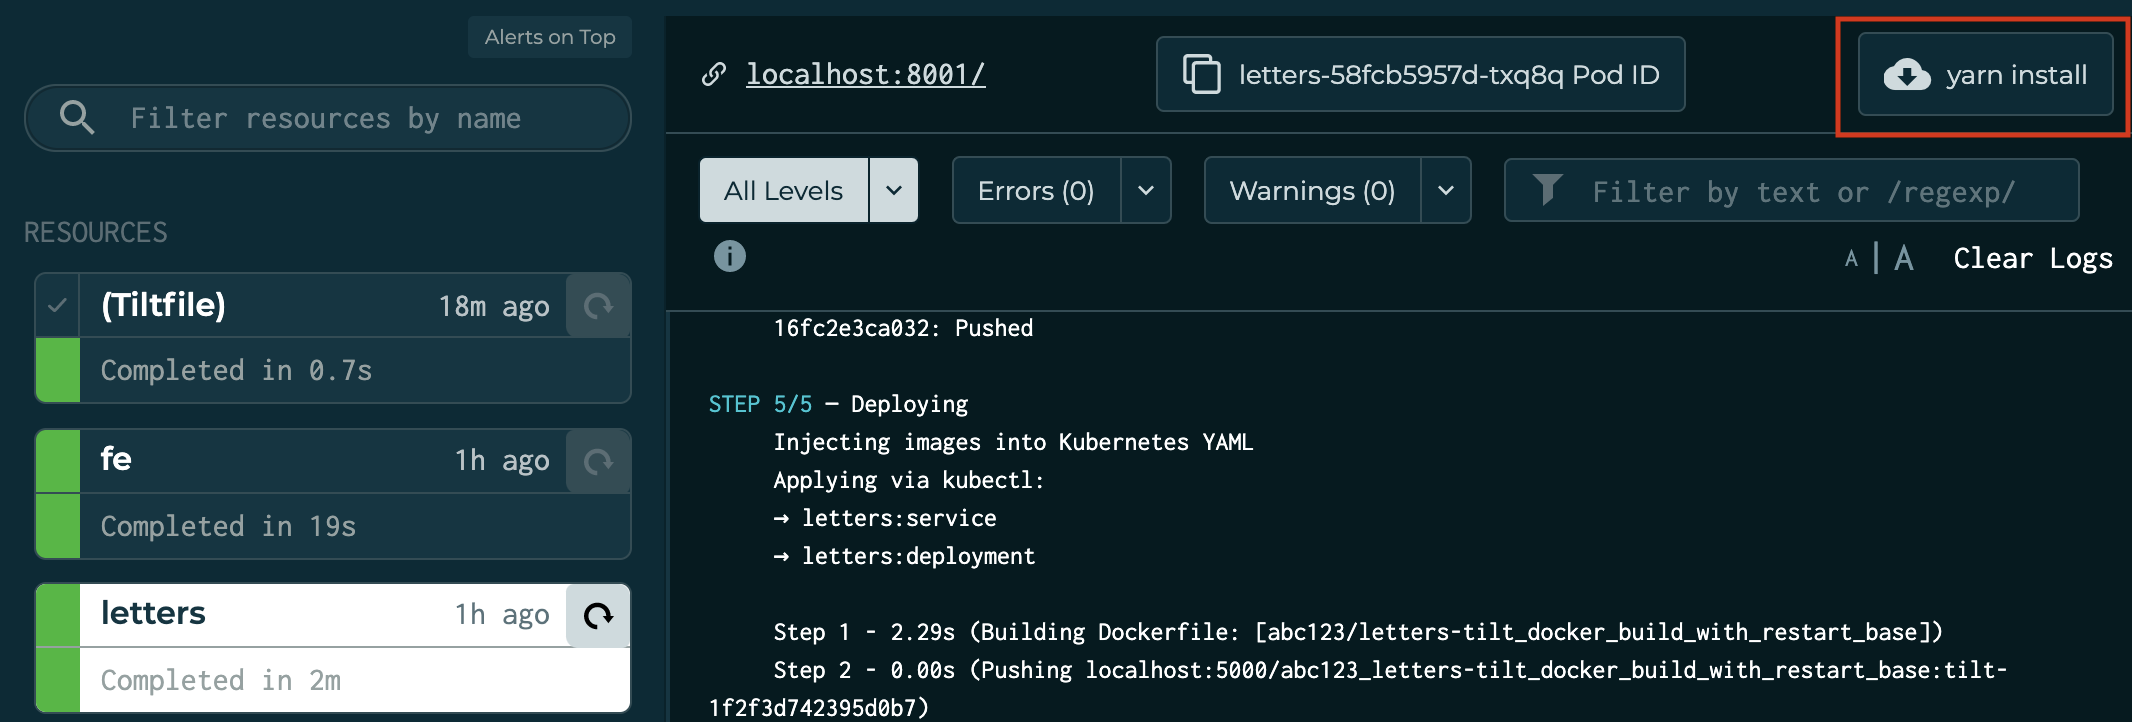 Alerts on Top
Filter resources by name
RESOURCES
(Tiltfile) 18m ago
Completed in 0.7s
fe 1h ago
Completed in 19s
letters 1h ago
Completed in 2m
localhost:8001/
letters-58fcb5957d-txq8q Pod ID
yarn install
All Levels
Errors (0)
Warnings (0)
Filter by text or /regexp/
A | A
Clear Logs
16fc2e3ca032: Pushed
STEP 5/5 — Deploying
Injecting images into Kubernetes YAML
Applying via kubectl:
→ letters:service
→ letters:deployment
Step 1 - 2.29s (Building Dockerfile: [abc123/letters-tilt_docker_build_with_restart_base])
Step 2 - 0.00s (Pushing localhost:5000/abc123_letters-tilt_docker_build_with_restart_base:tilt-
1f2f3d742395d0b7)